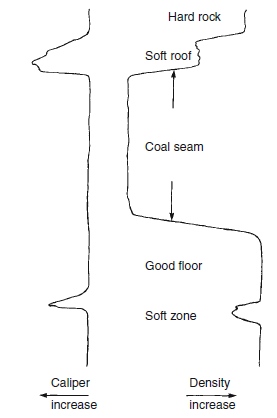 Hard rock
Soft roof
Coal seam
Good floor
Soft zone
Caliper
increase
Density
increase